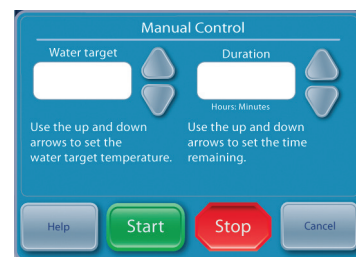 Manual Control
Water target
Duration
Hours: Minutes
Use the up and down
arrows to set the
water target temperature.
Use the up and down
arrows to set the time
remaining.
Help
Start
Stop
Cancel